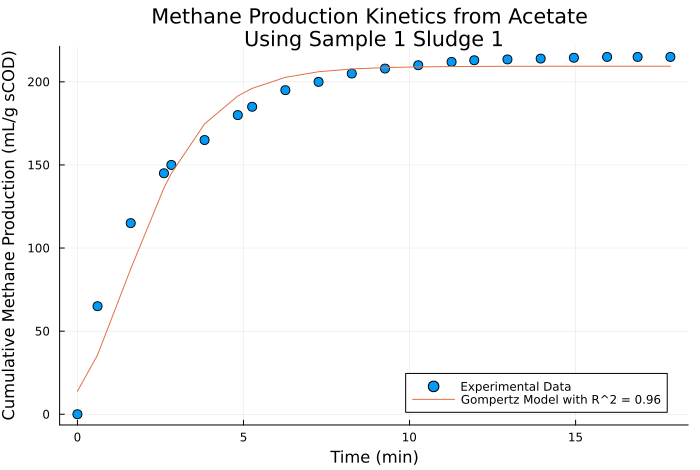 Methane Production Kinetics from Acetate
Using Sample 1 Sludge 1
Cumulative Methane Production (mL/g sCOD)
200
150
100
50
0
0 5 10 15
Time (min)
Experimental Data
Gompertz Model with R^2 = 0.96